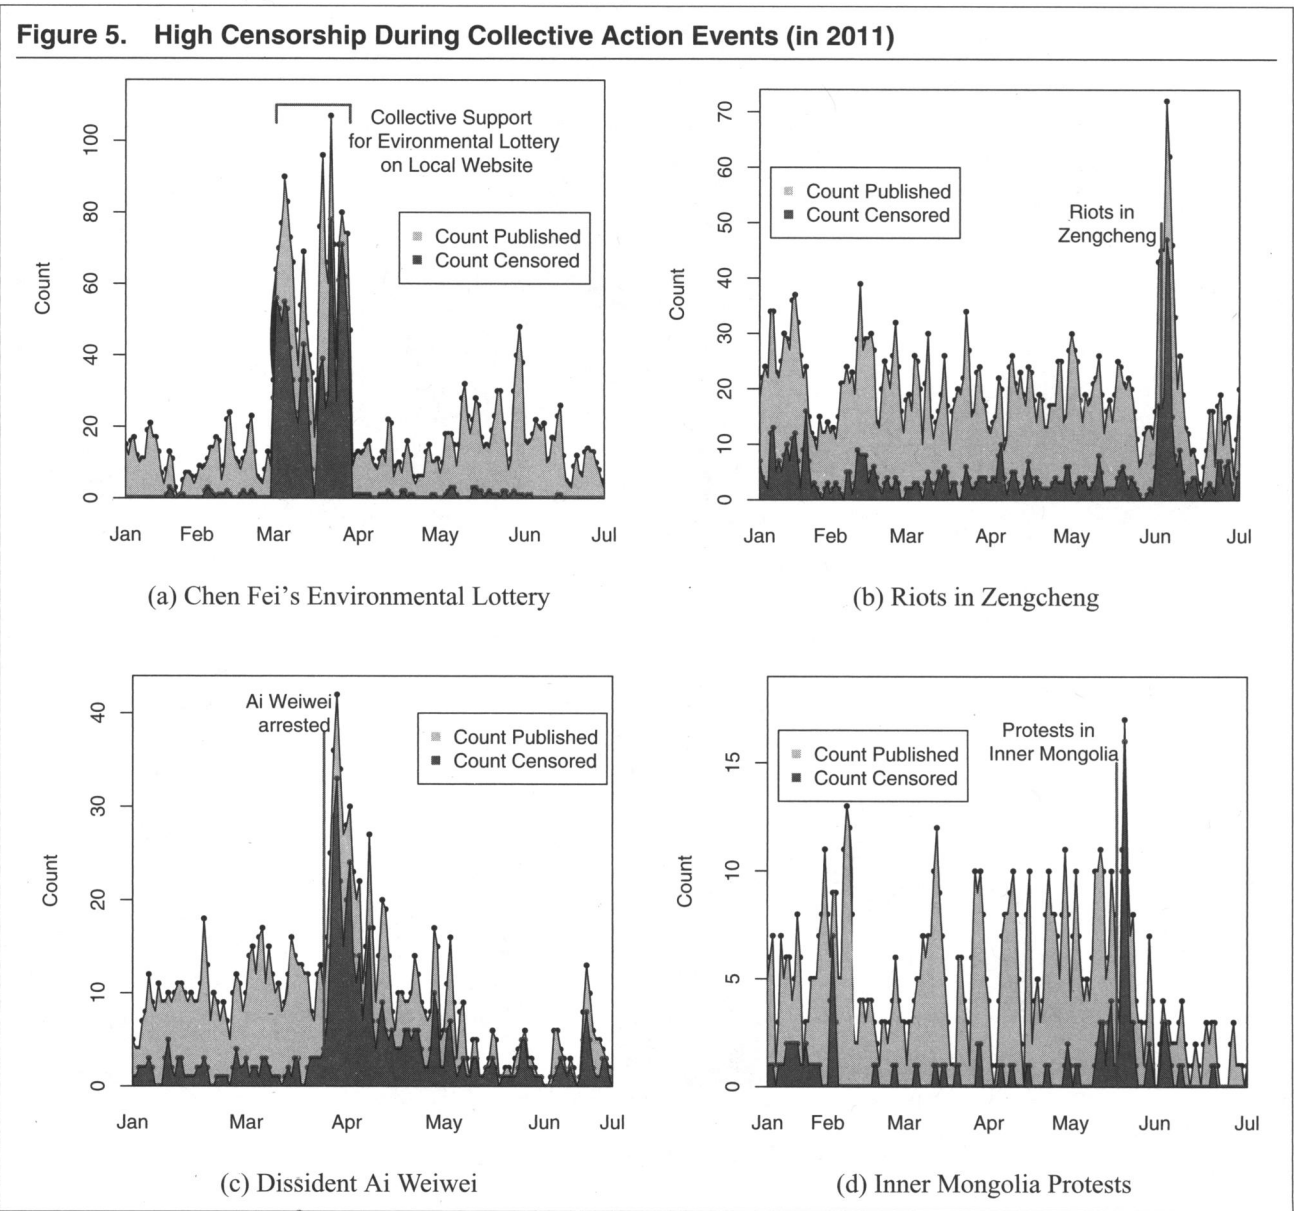 Figure 5. High Censorship During Collective Action Events (in 2011)
Collective Support
for Evironmental Lottery
on Local Website
Count Published
Count Censored
Count
0 20 40 60 80 100
Jan Feb Mar Apr May Jun Jul
(a) Chen Fei's Environmental Lottery
Count Published
Count Censored
Riots in
Zengcheng
Count
0 10 20 30 40 50 60 70
Jan Feb Mar Apr May Jun Jul
(b) Riots in Zengcheng
Ai Weiwei
arrested
Count Published
Count Censored
Count
0 10 20 30 40
Jan Mar Apr May Jun Jul
(c) Dissident Ai Weiwei
Protests in
Inner Mongolia
Count Published
Count Censored
Count
0 5 10 15
Jan Feb Mar Apr May Jun Jul
(d) Inner Mongolia Protests